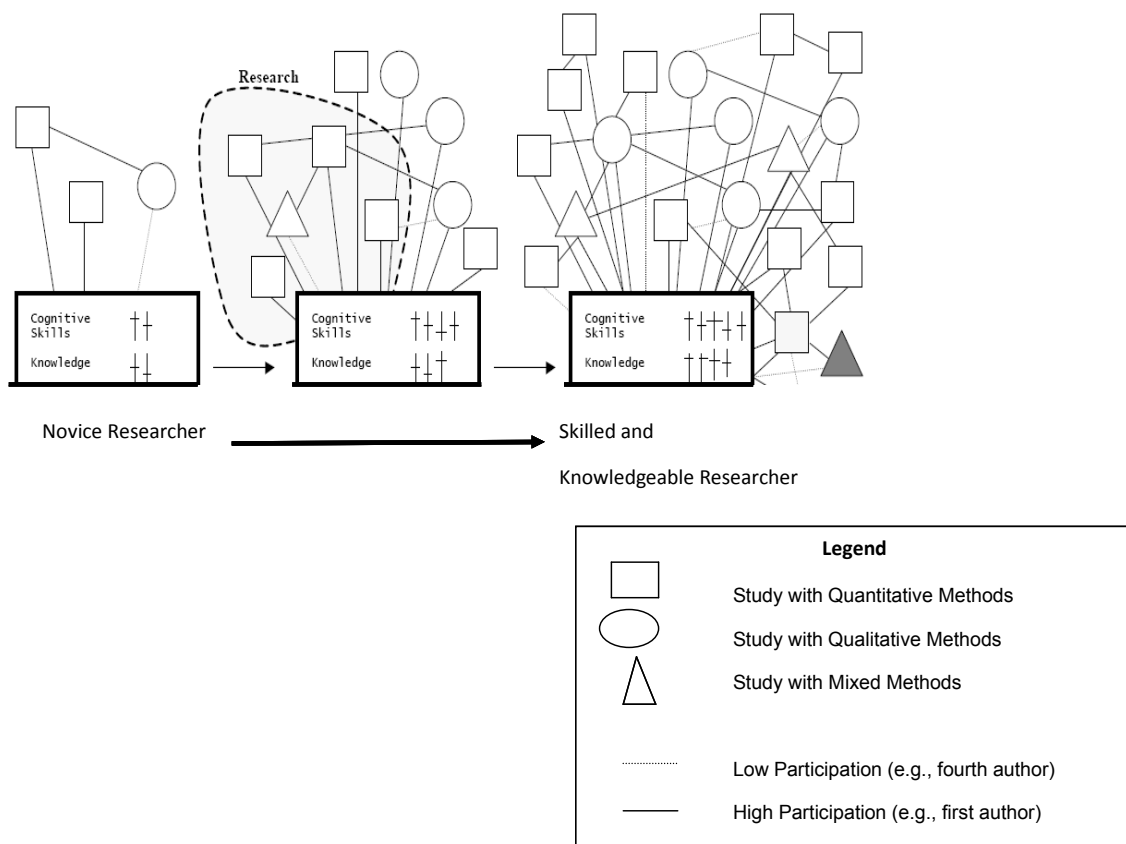 Research
Cognitive
Skills
Knowledge
Cognitive
Skills
Knowledge
Cognitive
Skills
Knowledge
Novice Researcher
Skilled and
Knowledgeable Researcher
Legend
Study with Quantitative Methods
Study with Qualitative Methods
Study with Mixed Methods
Low Participation (e.g., fourth author)
High Participation (e.g., first author)